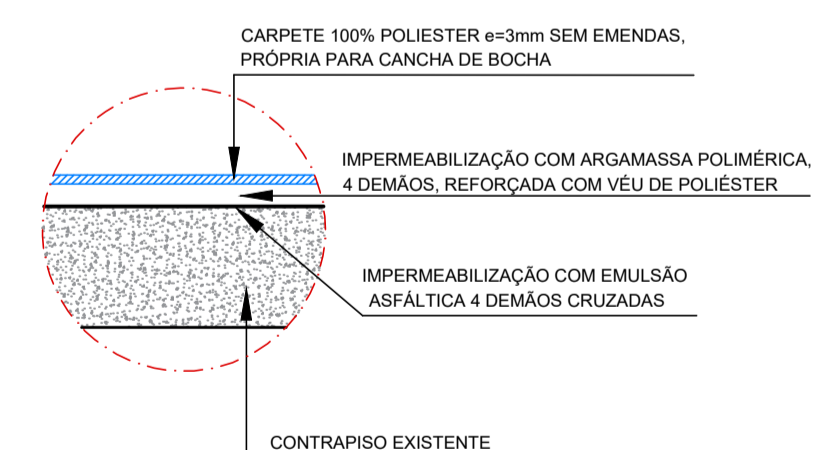 CARPETE 100% POLIESTER e=3mm SEM EMENDAS,
PRÓPRIA PARA CANCHA DE BOCHA
IMPERMEABILIZAÇÃO COM ARGAMASSA POLIMÉRICA,
4 DEMÃOS, REFORÇADA COM VÉU DE POLIÉSTER
IMPERMEABILIZAÇÃO COM EMULSÃO
ASFÁLTICA 4 DEMÃOS CRUZADAS
CONTRAPISO EXISTENTE